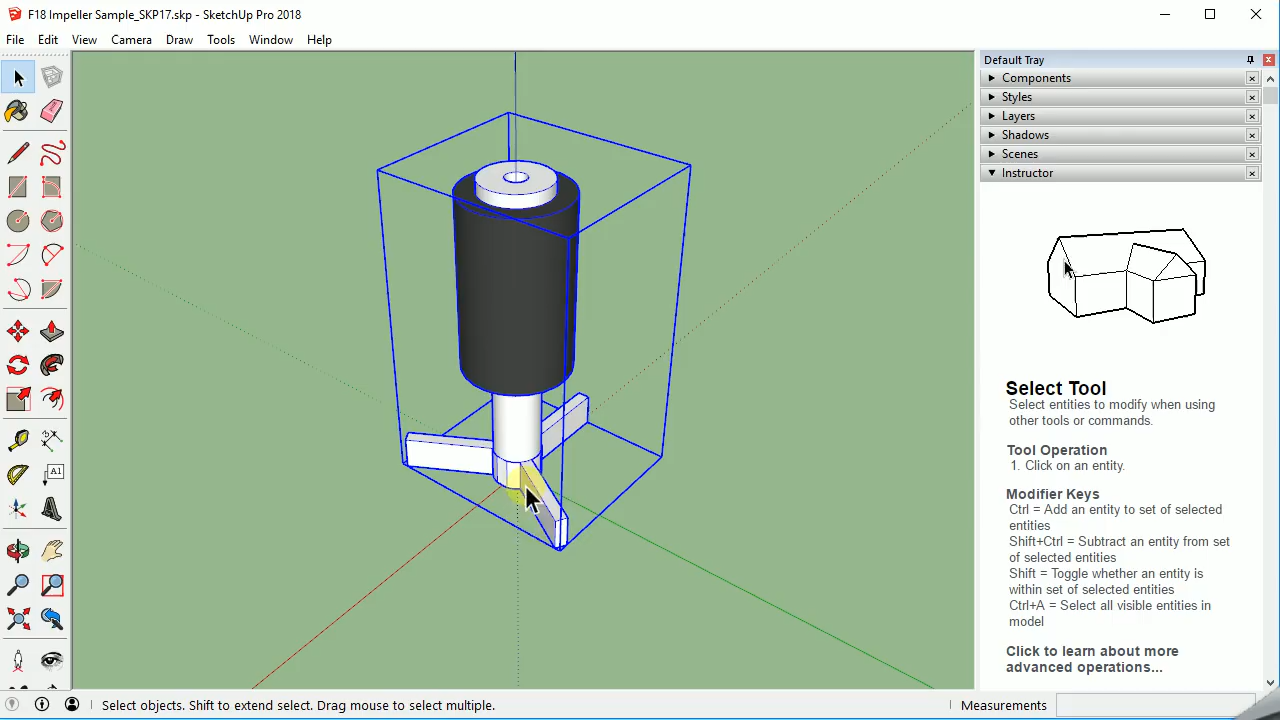 F18 Impeller Sample_SKP17.skp - SketchUp Pro 2018
File Edit View Camera Draw Tools Window Help
Default Tray
Components
Styles
Layers
Shadows
Scenes
Instructor
A1
Select Tool
Select entities to modify when using
other tools or commands.
Tool Operation
1. Click on an entity.
Modifier Keys
Ctrl = Add an entity to set of selected
entities
Shift+Ctrl = Subtract an entity from set
of selected entities
Shift = Toggle whether an entity is
within set of selected entities
Ctrl+A = Select all visible entities in
model
Click to learn about more
advanced operations...
Select objects. Shift to extend select. Drag mouse to select multiple.
Measurements